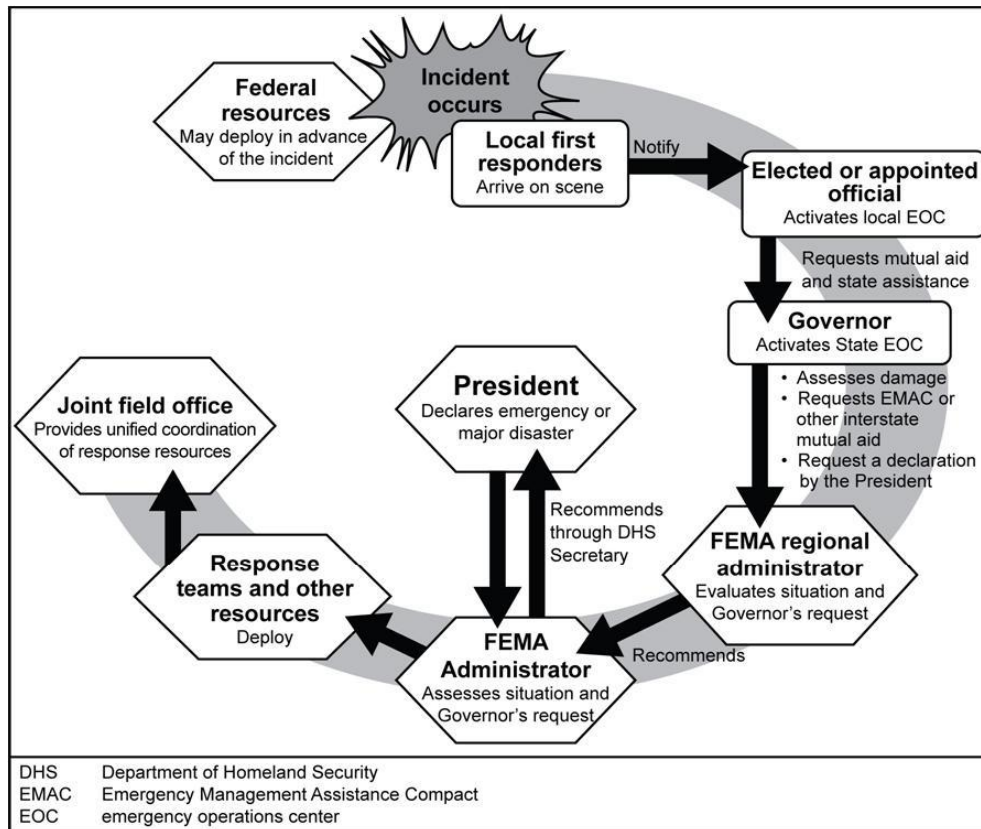 Federal
resources
May deploy in advance
of the incident
Incident
occurs
Local first
responders
Arrive on scene
Notify
Elected or appointed
official
Activates local EOC
Requests mutual aid
and state assistance
Governor
Activates State EOC
• Assesses damage
• Requests EMAC or
other interstate
mutual aid
• Request a declaration
by the President
FEMA regional
administrator
Evaluates situation and
Governor's request
Recommends
FEMA
Administrator
Assesses situation and
Governor's request
Recommends
through DHS
Secretary
President
Declares emergency or
major disaster
Response
teams and other
resources
Deploy
Joint field office
Provides unified coordination
of response resources
DHS Department of Homeland Security
EMAC Emergency Management Assistance Compact
EOC emergency operations center